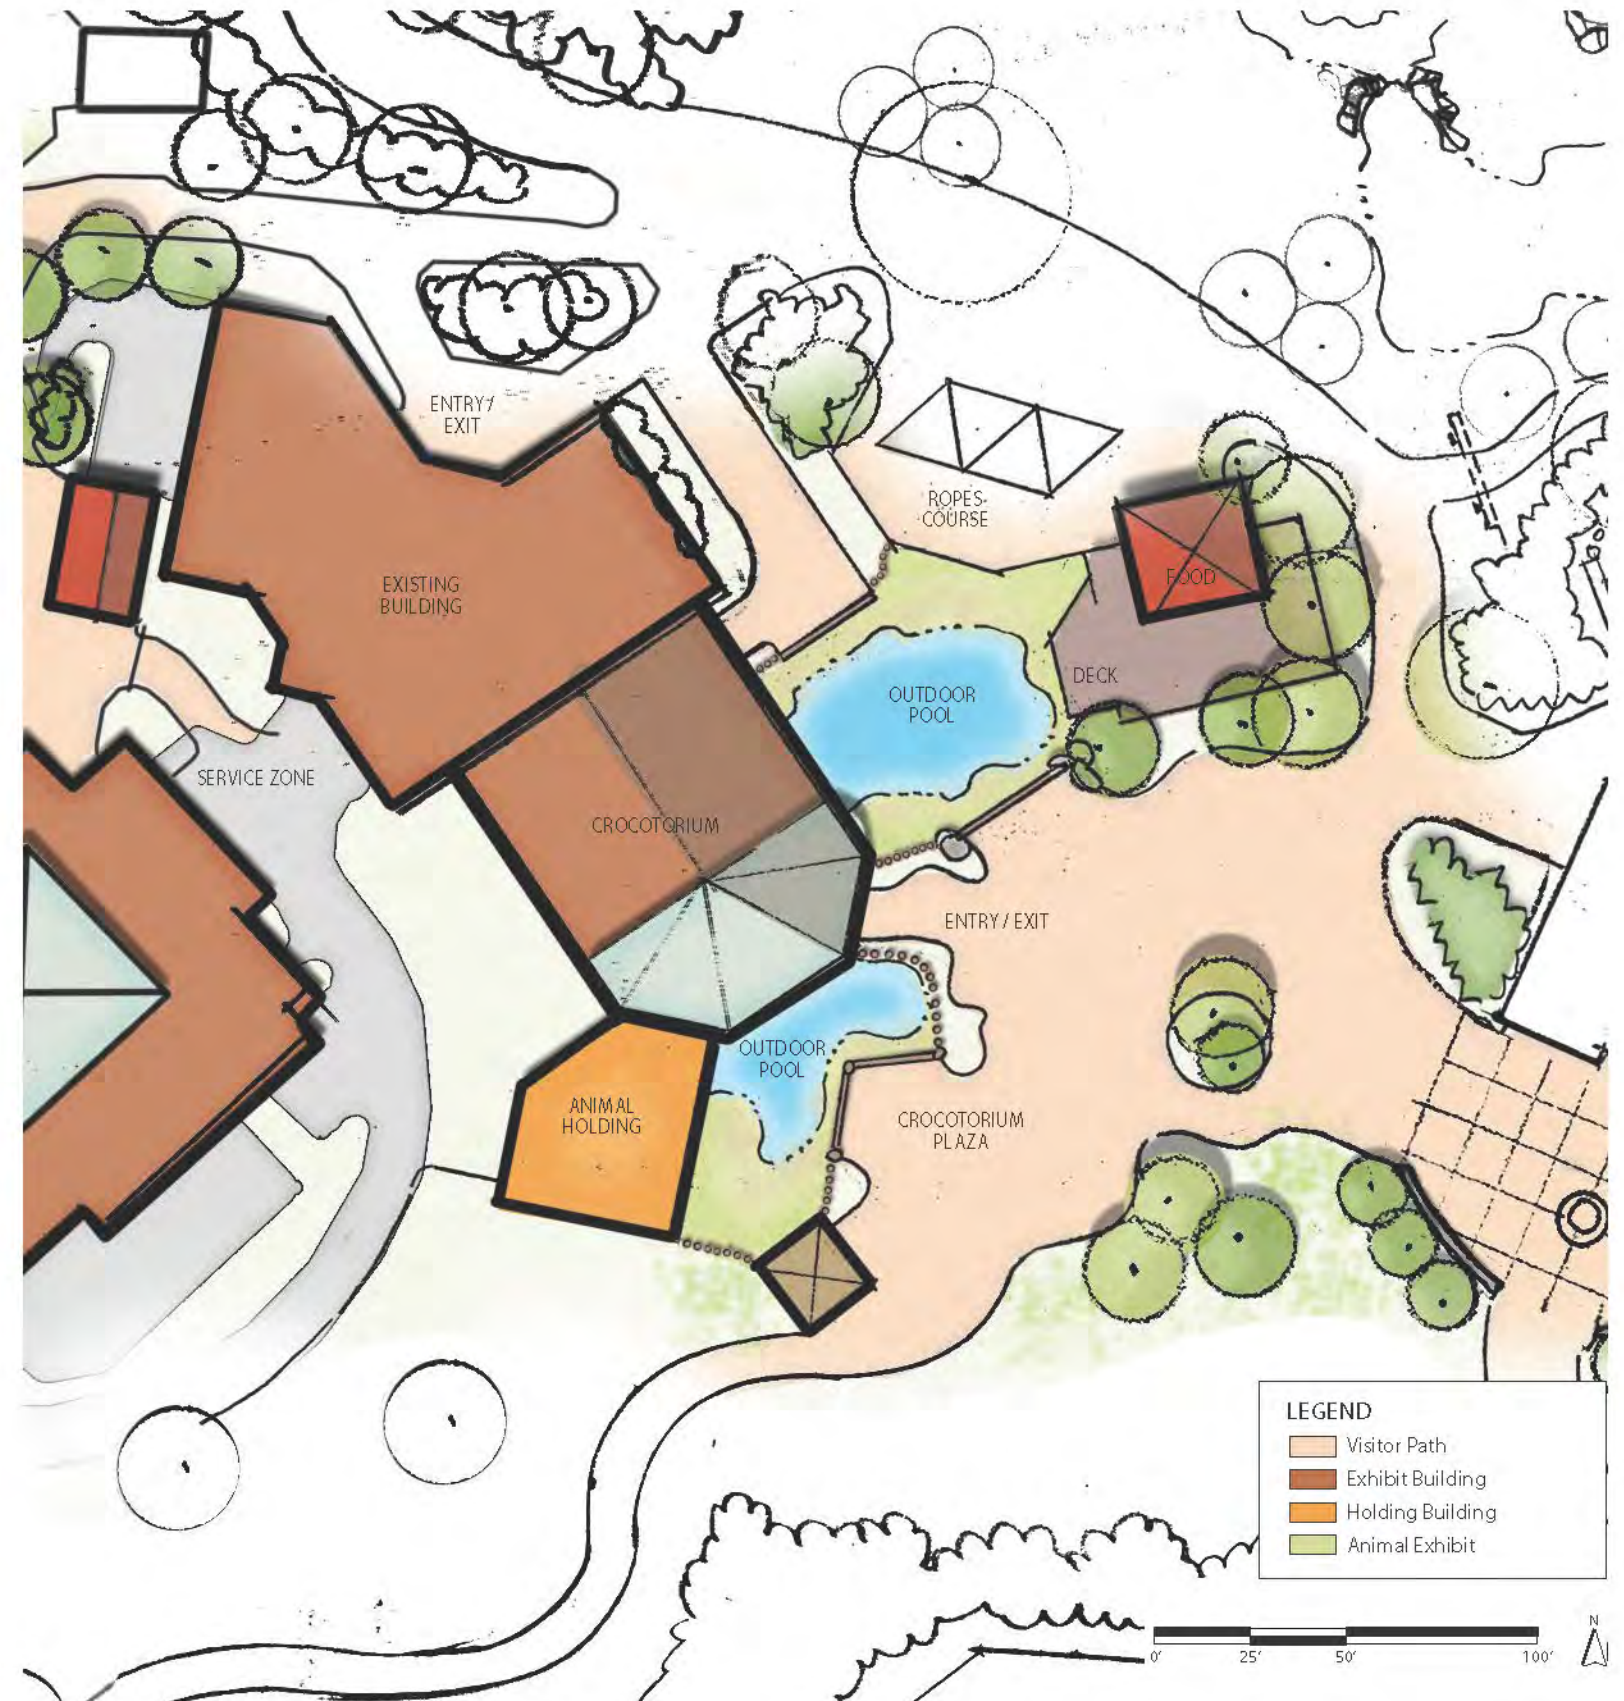 ENTRY/
EXIT
ROPES
COURSE
FOOD
EXISTING
BUILDING
DECK
OUTDOOR
POOL
SERVICE ZONE
CROCOTORIUM
ENTRY / EXIT
OUTDOOR
POOL
ANIMAL
HOLDING
CROCOTORIUM
PLAZA
LEGEND
Visitor Path
Exhibit Building
Holding Building
Animal Exhibit
N
0' 25' 50' 100'